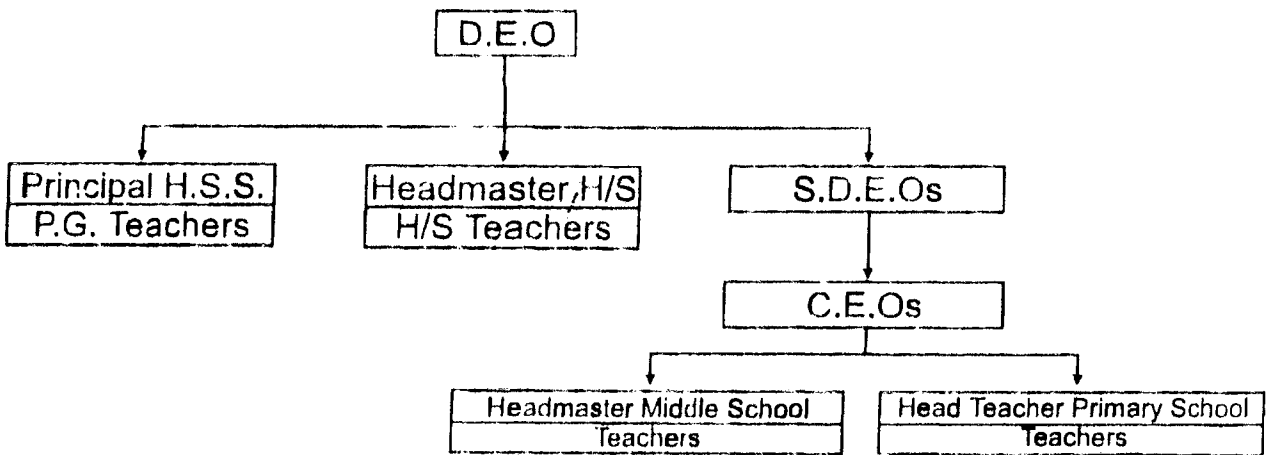 D.E.O
Principal H.S.S.
P.G. Teachers
Headmaster,H/S
H/S Teachers
S.D.E.Os
C.E.Os
Headmaster Middle School
Teachers
Head Teacher Primary School
Teachers